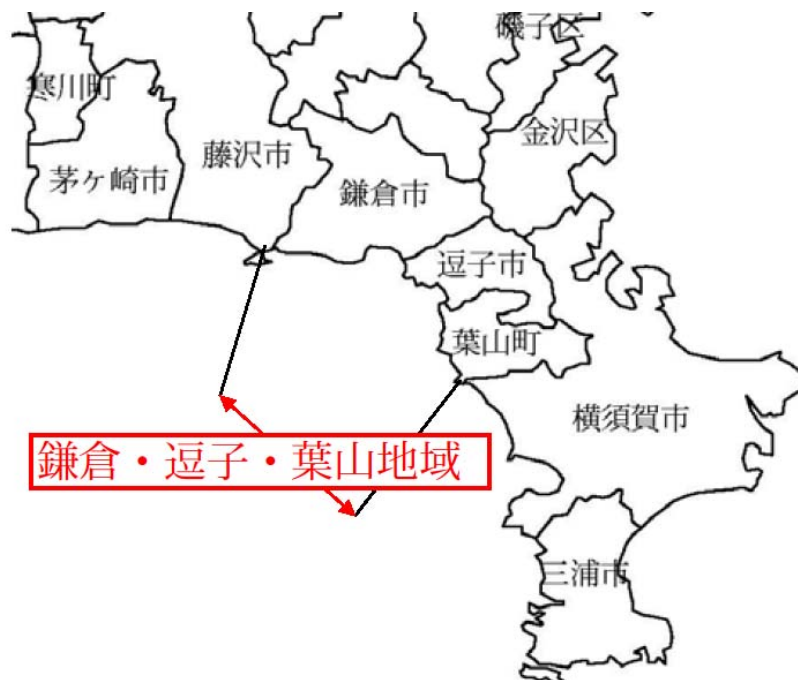 磯子区
寒川町
金沢区
藤沢市
茅ヶ崎市
鎌倉市
逗子市
葉山町
横須賀市
鎌倉・逗子・葉山地域
三浦市